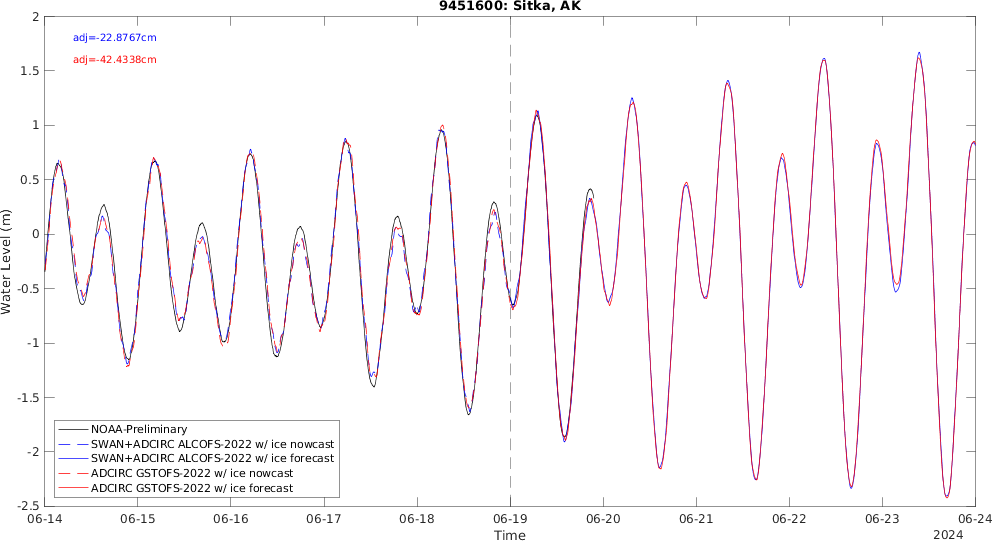 9451600: Sitka, AK
adj=-22.8767cm
adj=-42.4338cm
Water Level (m)
2
1.5
1
0.5
0
-0.5
-1
-1.5
-2
-2.5
NOAA-Preliminary
SWAN+ADCIRC ALCOFS-2022 w/ ice nowcast
SWAN+ADCIRC ALCOFS-2022 w/ ice forecast
ADCIRC GSTOFS-2022 w/ ice nowcast
ADCIRC GSTOFS-2022 w/ ice forecast
06-14 06-15 06-16 06-17 06-18 06-19 06-20 06-21 06-22 06-23 06-24
Time
2024